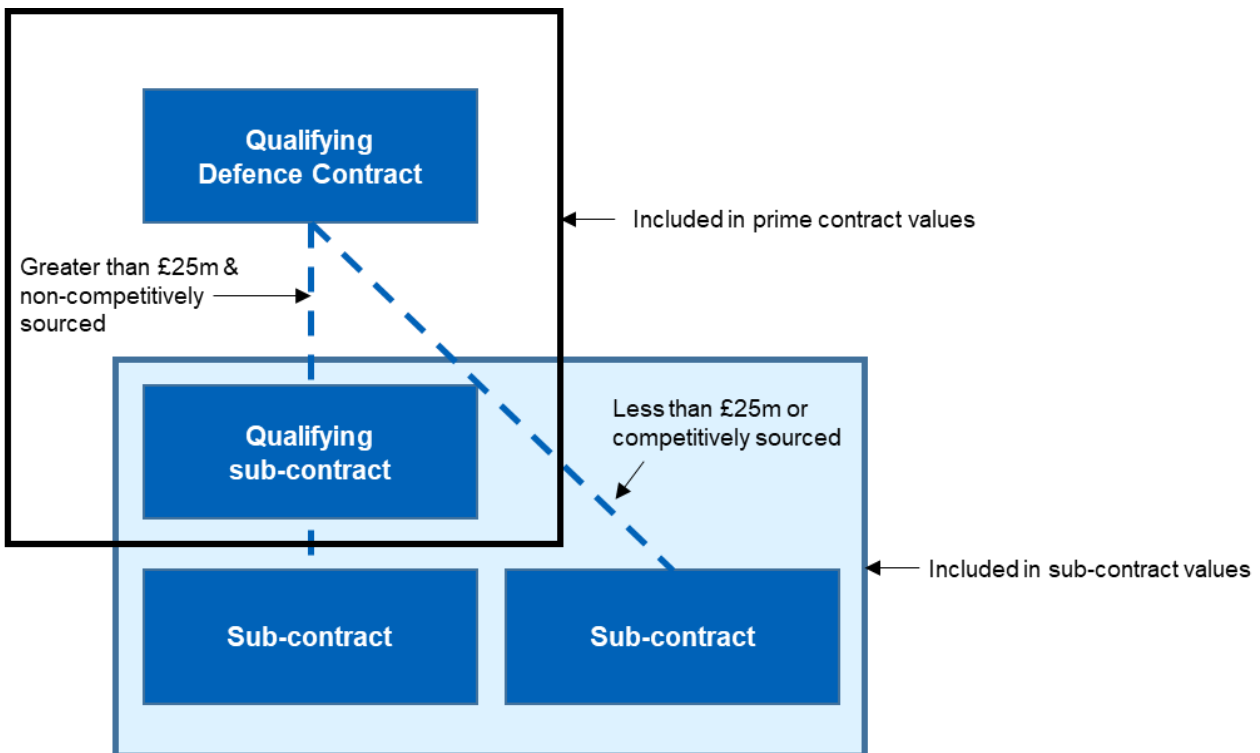 Qualifying
Defence Contract
Included in prime contract values
Greater than £25m &
non-competitively
sourced
Less than £25m or
competitively sourced
Qualifying
sub-contract
Included in sub-contract values
Sub-contract
Sub-contract